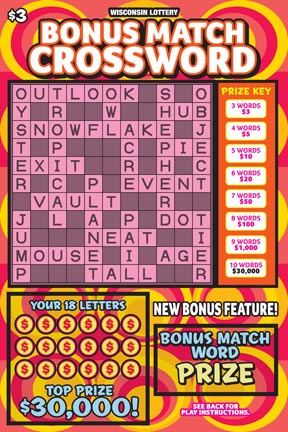 $3
WISCONSIN LOTTERY
BONUS MATCH
CROSSWORD
OUTLOOK S O
Y R W HUB
SNOWFLAKE J
T P C PIE
EXIT R H C
R C P EVENT
VAULT R
J L A P DOT
U NEAT I
MOUSE I AGE
P TALL R
PRIZE KEY
3 WORDS
$3
4 WORDS
$5
5 WORDS
$10
6 WORDS
$20
7 WORDS
$50
8 WORDS
$100
9 WORDS
$1,000
10 WORDS
$30,000
YOUR 18 LETTERS
$ $ $ $ $ $
$ $ $ $ $ $
$ $ $ $ $ $
TOP PRIZE
$30,000!
NEW BONUS FEATURE!
BONUS MATCH
WORD
PRIZE
SEE BACK FOR
PLAY INSTRUCTIONS.